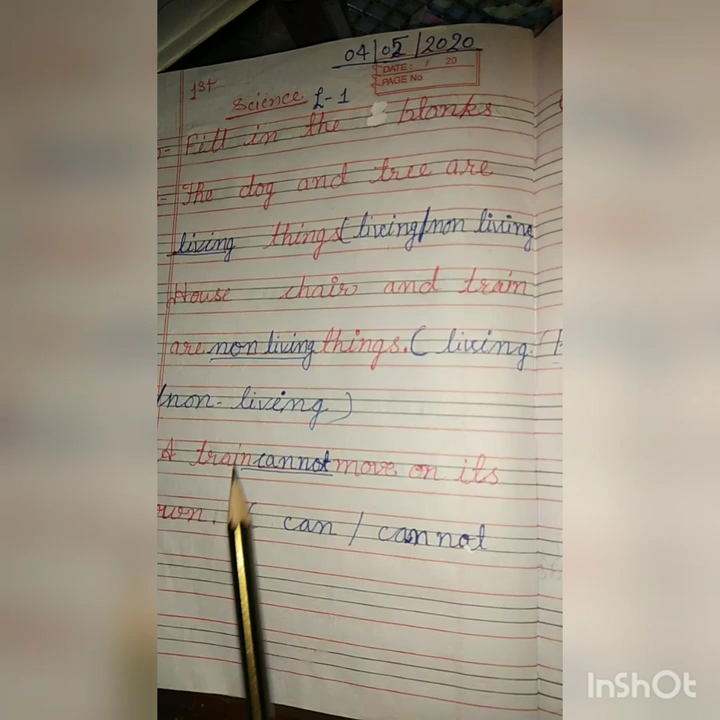 04/05/2020
DATE: / 20
PAGE No
1st
Science L-1
Fill in the blanks
The dog and tree are
living things (living/non living
House chair and train
are non living things. ( living.
/non-living)
A train cannot move on its
own. ( can / cannot
InShOt